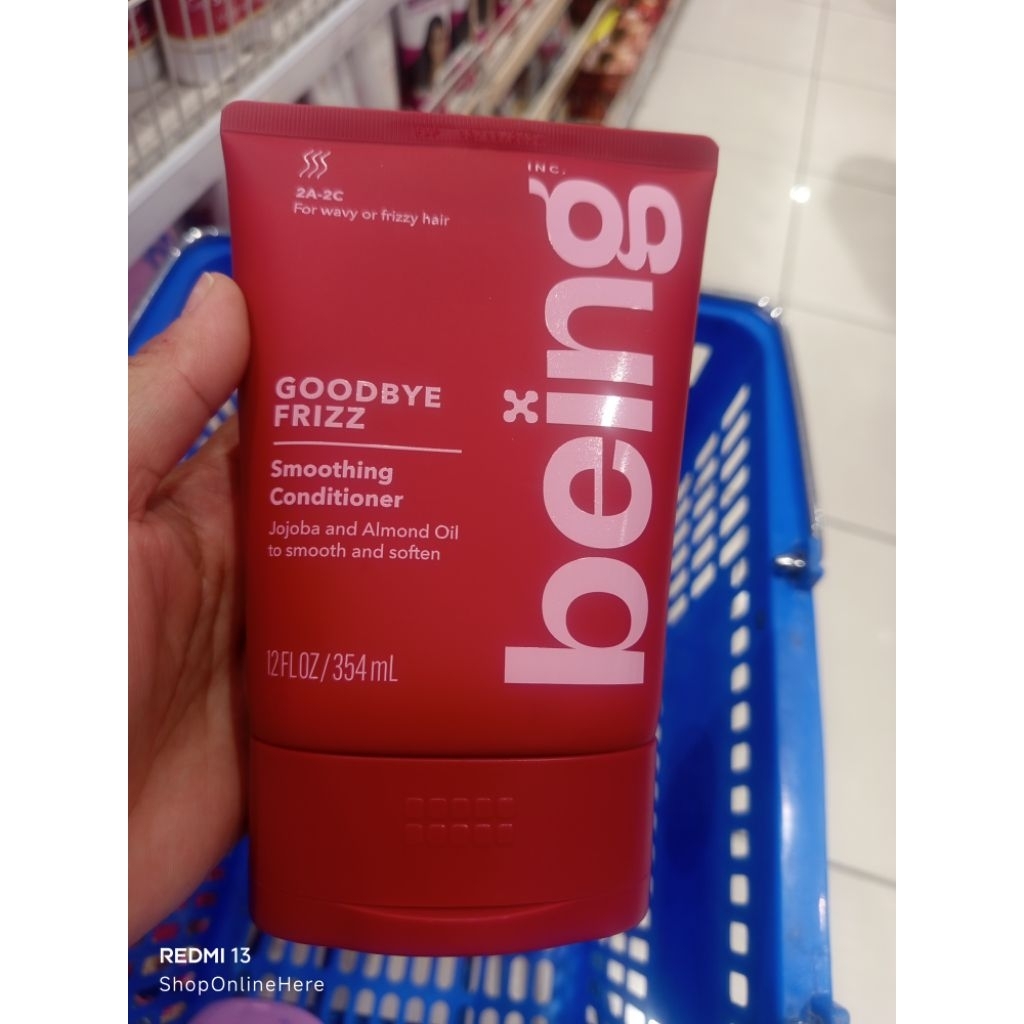 2A-2C
For wavy or frizzy hair
INC.
being
GOODBYE
FRIZZ
Smoothing
Conditioner
Jojoba and Almond Oil
to smooth and soften
12 FL OZ/354 mL
REDMI 13
ShopOnlineHere